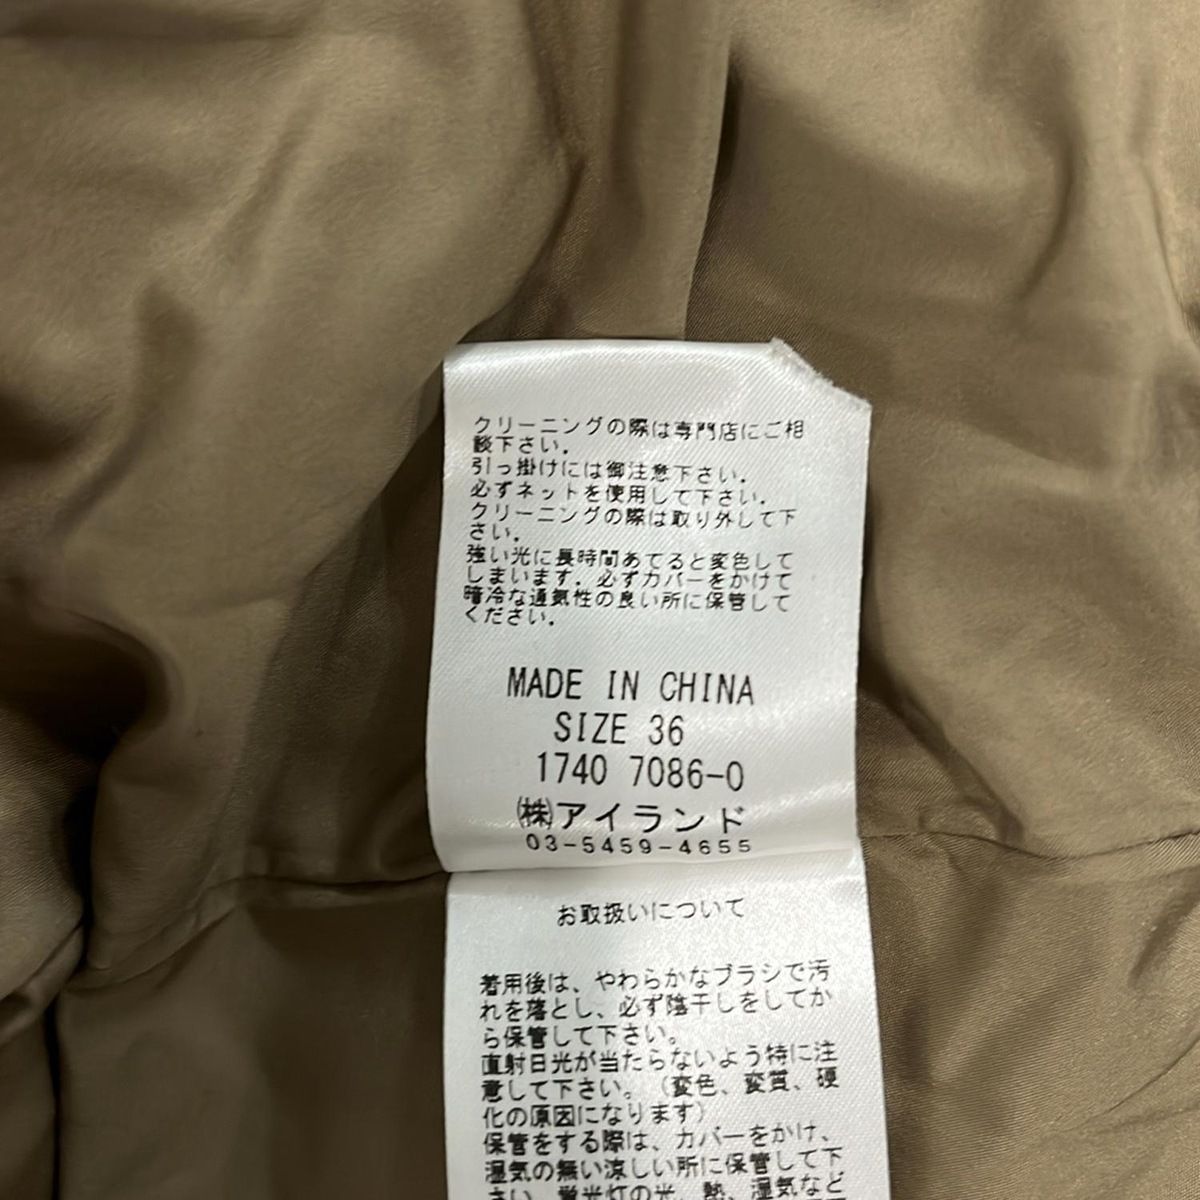 クリーニングの際は専門店にご相
談下さい.
引っ掛けには御注意下さい.
必ずネットを使用して下さい.
クリーニングの際は取り外して下
さい.
強い光に長時間あてると変色して
しまいます.必ずカバーをかけて
暗冷な通気性の良い所に保管して
ください.
MADE IN CHINA
SIZE 36
1740 7086-0
㈱アイランド
03-5459-4655
お取扱いについて
着用後は、やわらかなブラシで汚
れを落とし、必ず陰干しをしてか
ら保管して下さい。
直射日光が当たらないよう特に注
意して下さい。(変色、変質、硬
化の原因になります)
保管をする際は、カバーをかけ、
湿気の無い涼しい所に保管して下
さい。蛍光灯の光、熱、湿気など